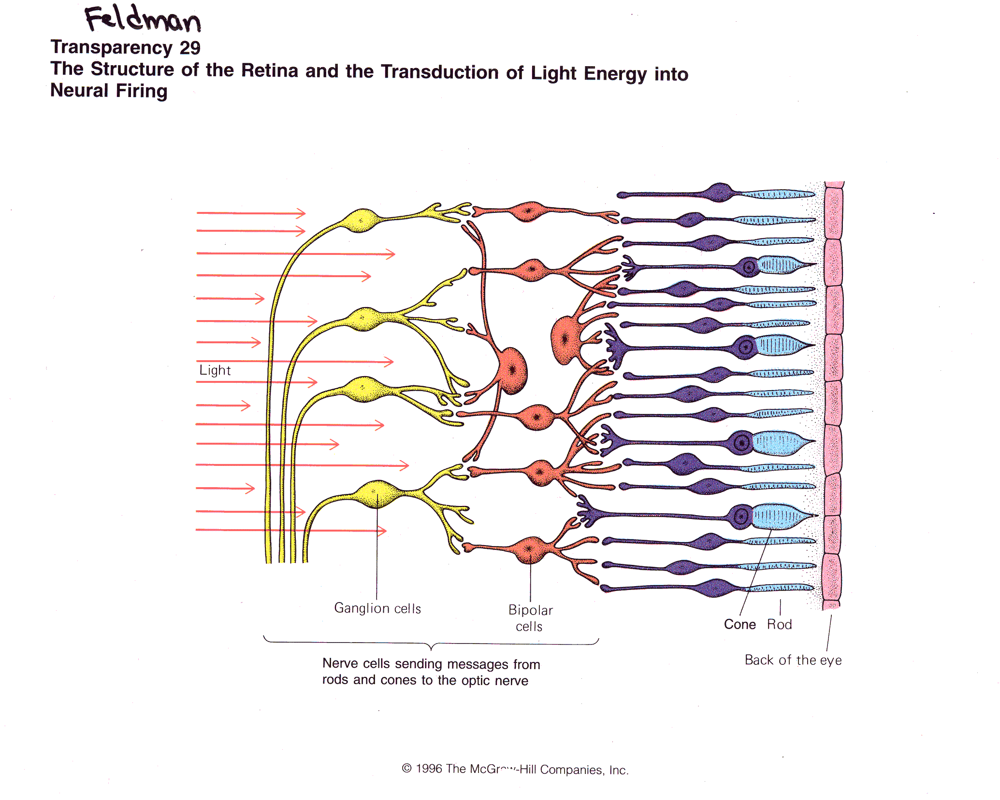 Feldman
Transparency 29
The Structure of the Retina and the Transduction of Light Energy into
Neural Firing
Light
Ganglion cells
Bipolar
cells
Cone Rod
Back of the eye
Nerve cells sending messages from
rods and cones to the optic nerve
© 1996 The McGraw-Hill Companies, Inc.